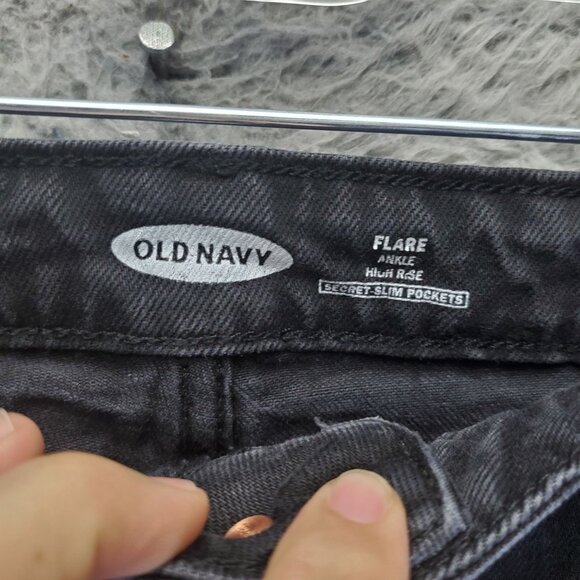 OLD NAVY
FLARE
ANKLE
HIGH RISE
SECRET-SLIM POCKETS